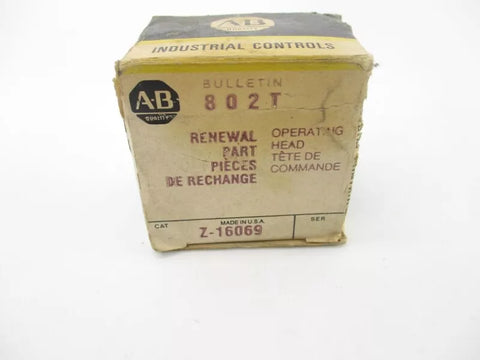 AB
QUALITY
INDUSTRIAL CONTROLS
A-B
QUALITY
BULLETIN
802T
RENEWAL PART
PIÈCES DE RECHANGE
OPERATING HEAD
TÊTE DE COMMANDE
CAT
MADE IN U.S.A.
SER
Z-16069